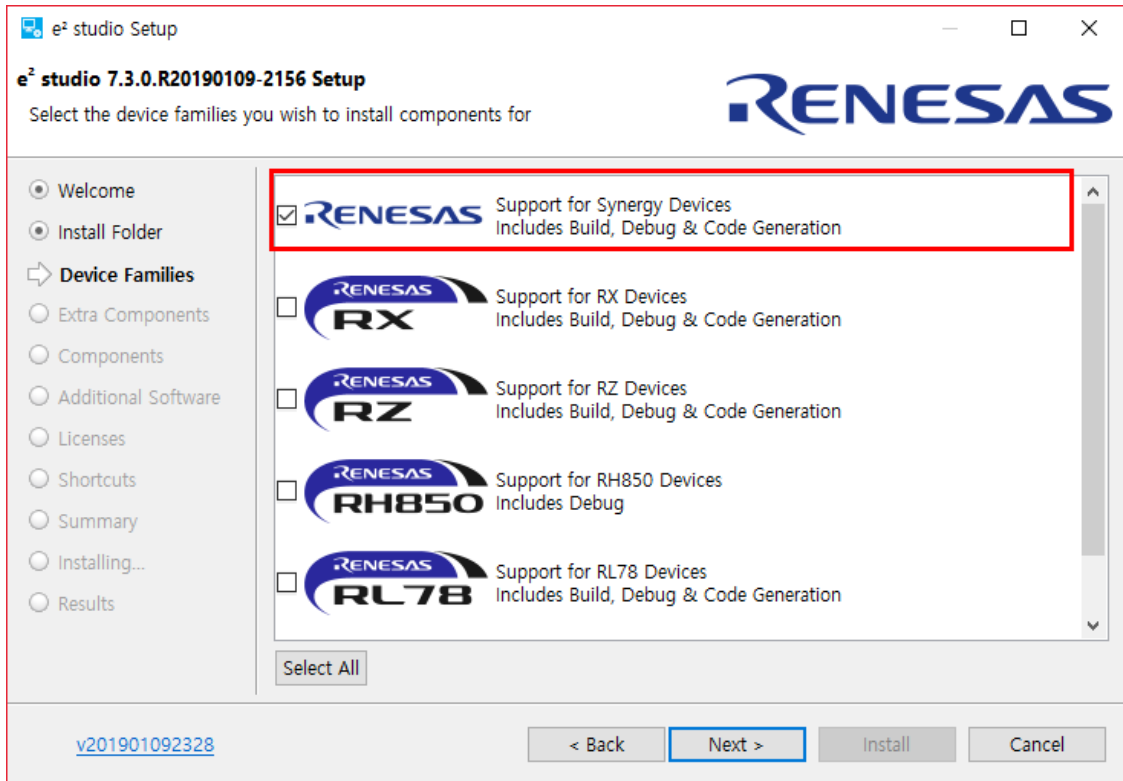 e² studio Setup
e² studio 7.3.0.R20190109-2156 Setup
Select the device families you wish to install components for
RENESAS
Welcome
Install Folder
Device Families
Extra Components
Components
Additional Software
Licenses
Shortcuts
Summary
Installing...
Results
RENESAS
Support for Synergy Devices
Includes Build, Debug & Code Generation
RENESAS
RX
Support for RX Devices
Includes Build, Debug & Code Generation
RENESAS
RZ
Support for RZ Devices
Includes Build, Debug & Code Generation
RENESAS
RH850
Support for RH850 Devices
Includes Debug
RENESAS
RL78
Support for RL78 Devices
Includes Build, Debug & Code Generation
Select All
v201901092328
< Back
Next >
Install
Cancel